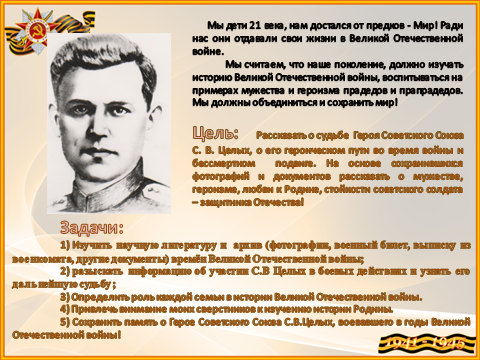 Мы дети 21 века, нам достался от предков - Мир! Ради
нас они отдавали свои жизни в Великой Отечественной
войне.
Мы считаем, что наше поколение, должно изучать
историю Великой Отечественной войны, воспитываться на
примерах мужества и героизма прадедов и прапрадедов.
Мы должны объединиться и сохранить мир!
Цель: Рассказать о судьбе Героя Советского Союза
С. В. Целых, о его героическом пути во время войны и
бессмертном подвиге. На основе сохранившихся
фотографий и документов рассказать о мужестве,
героизме, любви к Родине, стойкости советского солдата
– защитника Отечества!
Задачи:
1) Изучить научную литературу и архив (фотографии, военный билет, выписку из
военкомата, другие документы) времён Великой Отечественной войны;
2) разыскать информацию об участии С.В Целых в боевых действиях и узнать его
дальнейшую судьбу;
3) Определить роль каждой семьи в истории Великой Отечественной войны.
4) Привлечь внимание моих сверстников к изучению истории Родины.
5) Сохранить память о Герое Советского Союза С.В.Целых, воевавшего в годы Великой
Отечественной войны!
1941 - 1945